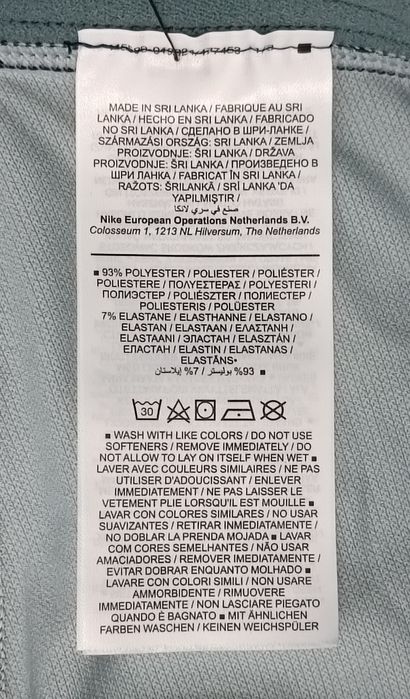 MADE IN SRI LANKA / FABRIQUE AU SRI
LANKA / HECHO EN SRI LANKA / FABRICADO
NO SRI LANKA / СДЕЛАНО В ШРИ-ЛАНКЕ /
SZÁRMAZÁSI ORSZÁG: SRI LANKA / ZEMLJA
PROIZVODNJE: ŠRI LANKA / DRŽAVA
PROIZVODNJE: ŠRI LANKA / ПРОИЗВЕДЕНО В
ШРИ ЛАНКА / FABRICAT ÎN SRI LANKA /
RAŽOTS: ŠRILANKĀ / SRİ LANKA 'DA
YAPILMIŞTIR /
صنع في سري لانكا
Nike European Operations Netherlands B.V.
Colosseum 1, 1213 NL Hilversum, The Netherlands
■ 93% POLYESTER / POLIESTER / POLIÉSTER /
POLIESTERE / ΠΟΛΥΕΣΤΕΡΑΣ / POLYESTERI /
ПОЛИЭСТЕР / POLIÉSZTER / ПОЛИЕСТЕР /
POLIESTERIS / POLÜESTER
7% ELASTANE / ELASTHANNE / ELASTANO /
ELASTAN / ELASTAAN / ΕΛΑΣΤΑΝΗ /
ELASTAANI / ЭЛАСТАН / ELASZTÁN /
ЕЛАСТАН / ELASTIN / ELASTANAS /
ELASTĀNS▪
■ 93% بوليستر / 7% إيلاستان
30
■ WASH WITH LIKE COLORS / DO NOT USE
SOFTENERS / REMOVE IMMEDIATELY / DO
NOT ALLOW TO LAY ON ITSELF WHEN WET ■
LAVER AVEC COULEURS SIMILAIRES / NE PAS
UTILISER D'ADOUCISSANT / ENLEVER
IMMEDIATEMENT / NE PAS LAISSER LE
VETEMENT PLIE LORSQU'IL EST MOUILLE ■
LAVAR CON COLORES SIMILARES / NO USAR
SUAVIZANTES / RETIRAR INMEDIATAMENTE /
NO DOBLAR LA PRENDA MOJADA ■ LAVAR
COM CORES SEMELHANTES / NÃO USAR
AMACIADORES / REMOVER IMEDIATAMENTE /
EVITAR DOBRAR ENQUANTO MOLHADO ■
LAVARE CON COLORI SIMILI / NON USARE
AMMORBIDENTE / RIMUOVERE
IMMEDIATAMENTE / NON LASCIARE PIEGATO
QUANDO È BAGNATO ■ MIT ÄHNLICHEN
FARBEN WASCHEN / KEINEN WEICHSPÜLER